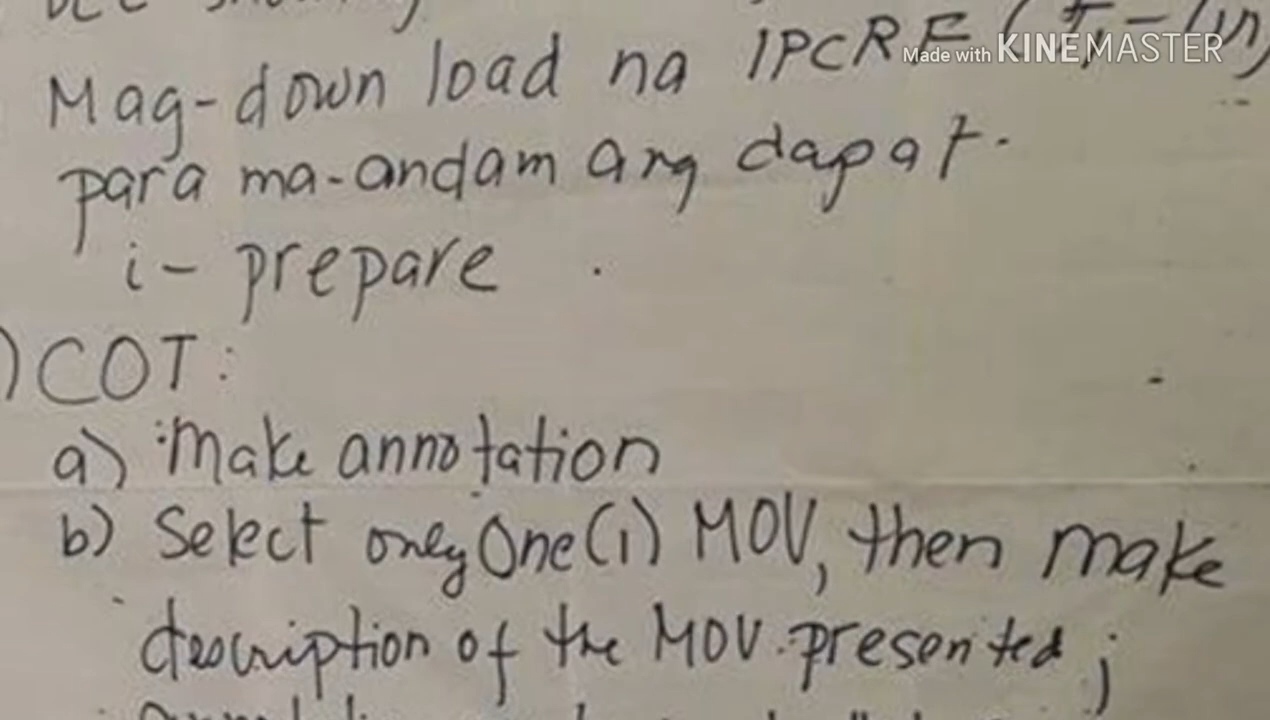 Mag-down load na IPCRF (
Made with KINEMASTER
para ma-andam ang dapat.
i- prepare
) COT:
a) Make annotation
b) Select only One (1) MOV, then make
description of the MOV presented;